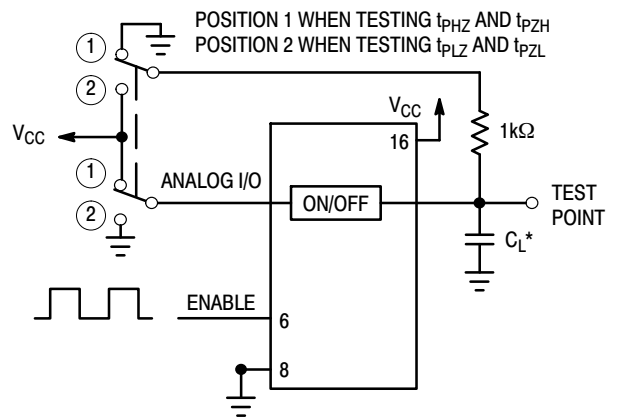 POSITION 1 WHEN TESTING tPHZ AND tPZH
POSITION 2 WHEN TESTING tPLZ AND tPZL
1
2
VCC
VCC
16
1kΩ
1
2
ANALOG I/O
ON/OFF
TEST
POINT
CL*
ENABLE
6
8